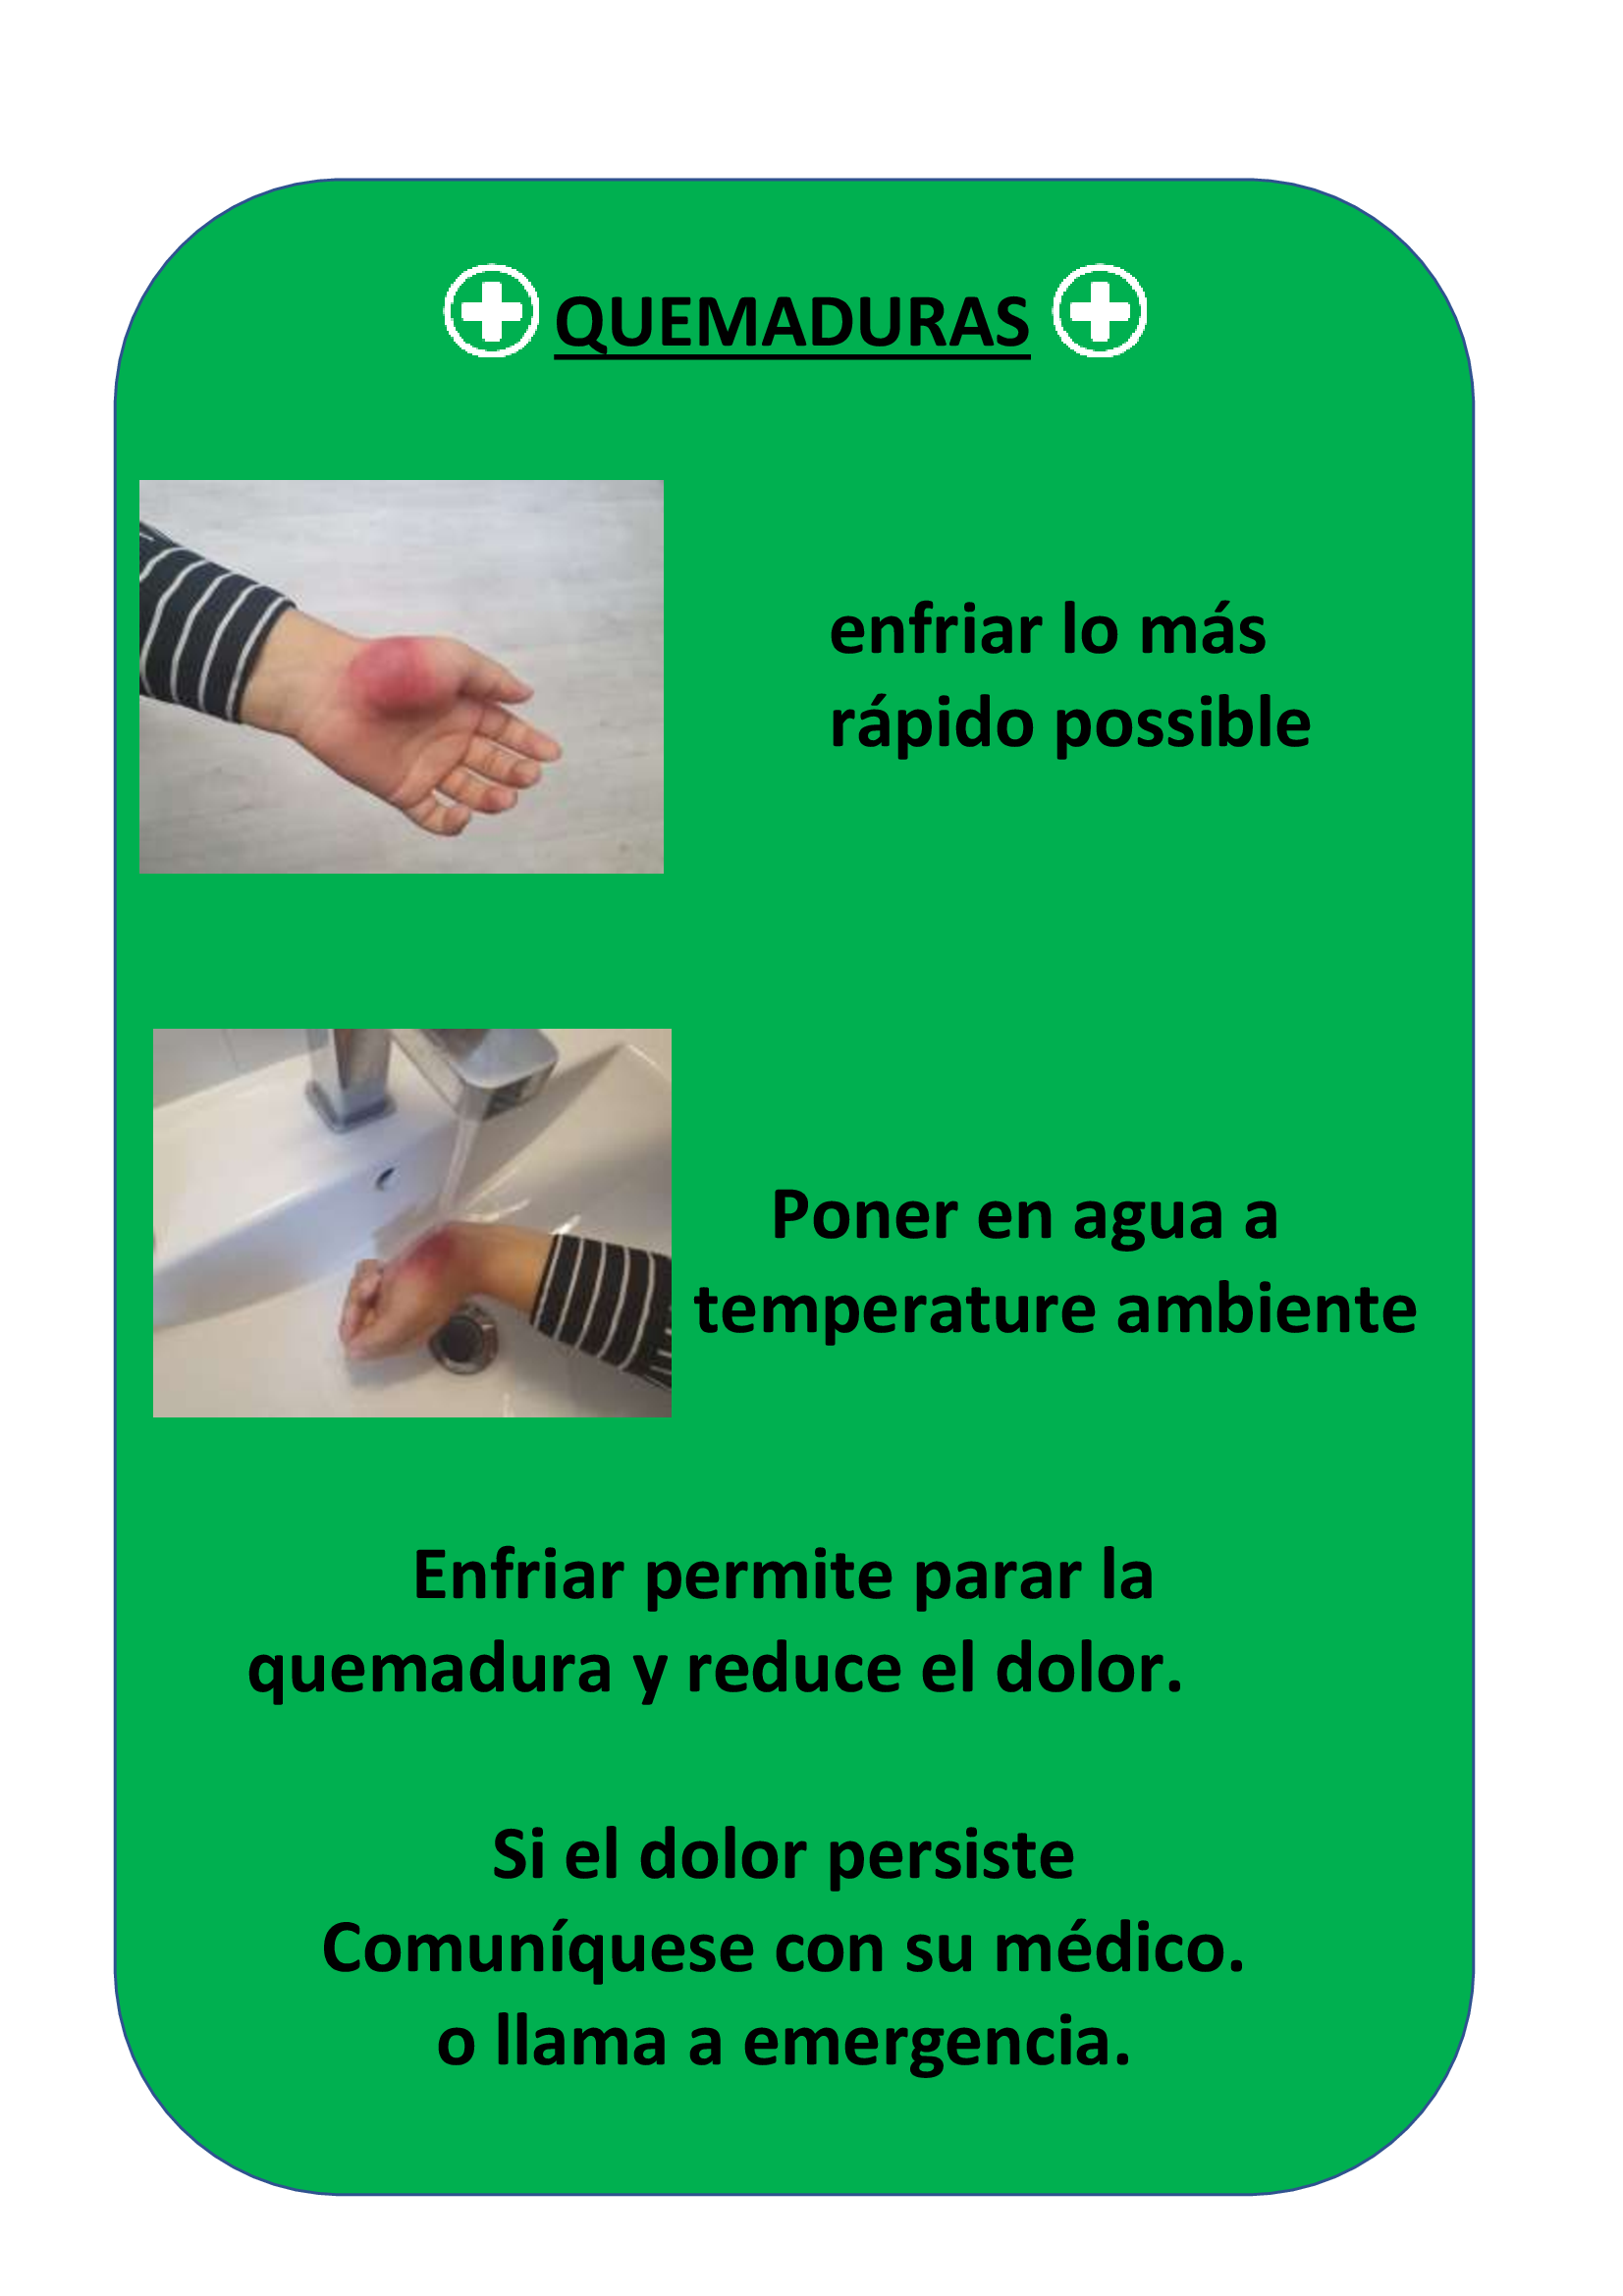 QUEMADURAS
enfriar lo más
rápido possible
Poner en agua a
temperature ambiente
Enfriar permite parar la
quemadura y reduce el dolor.
Si el dolor persiste
Comuníquese con su médico.
o llama a emergencia.